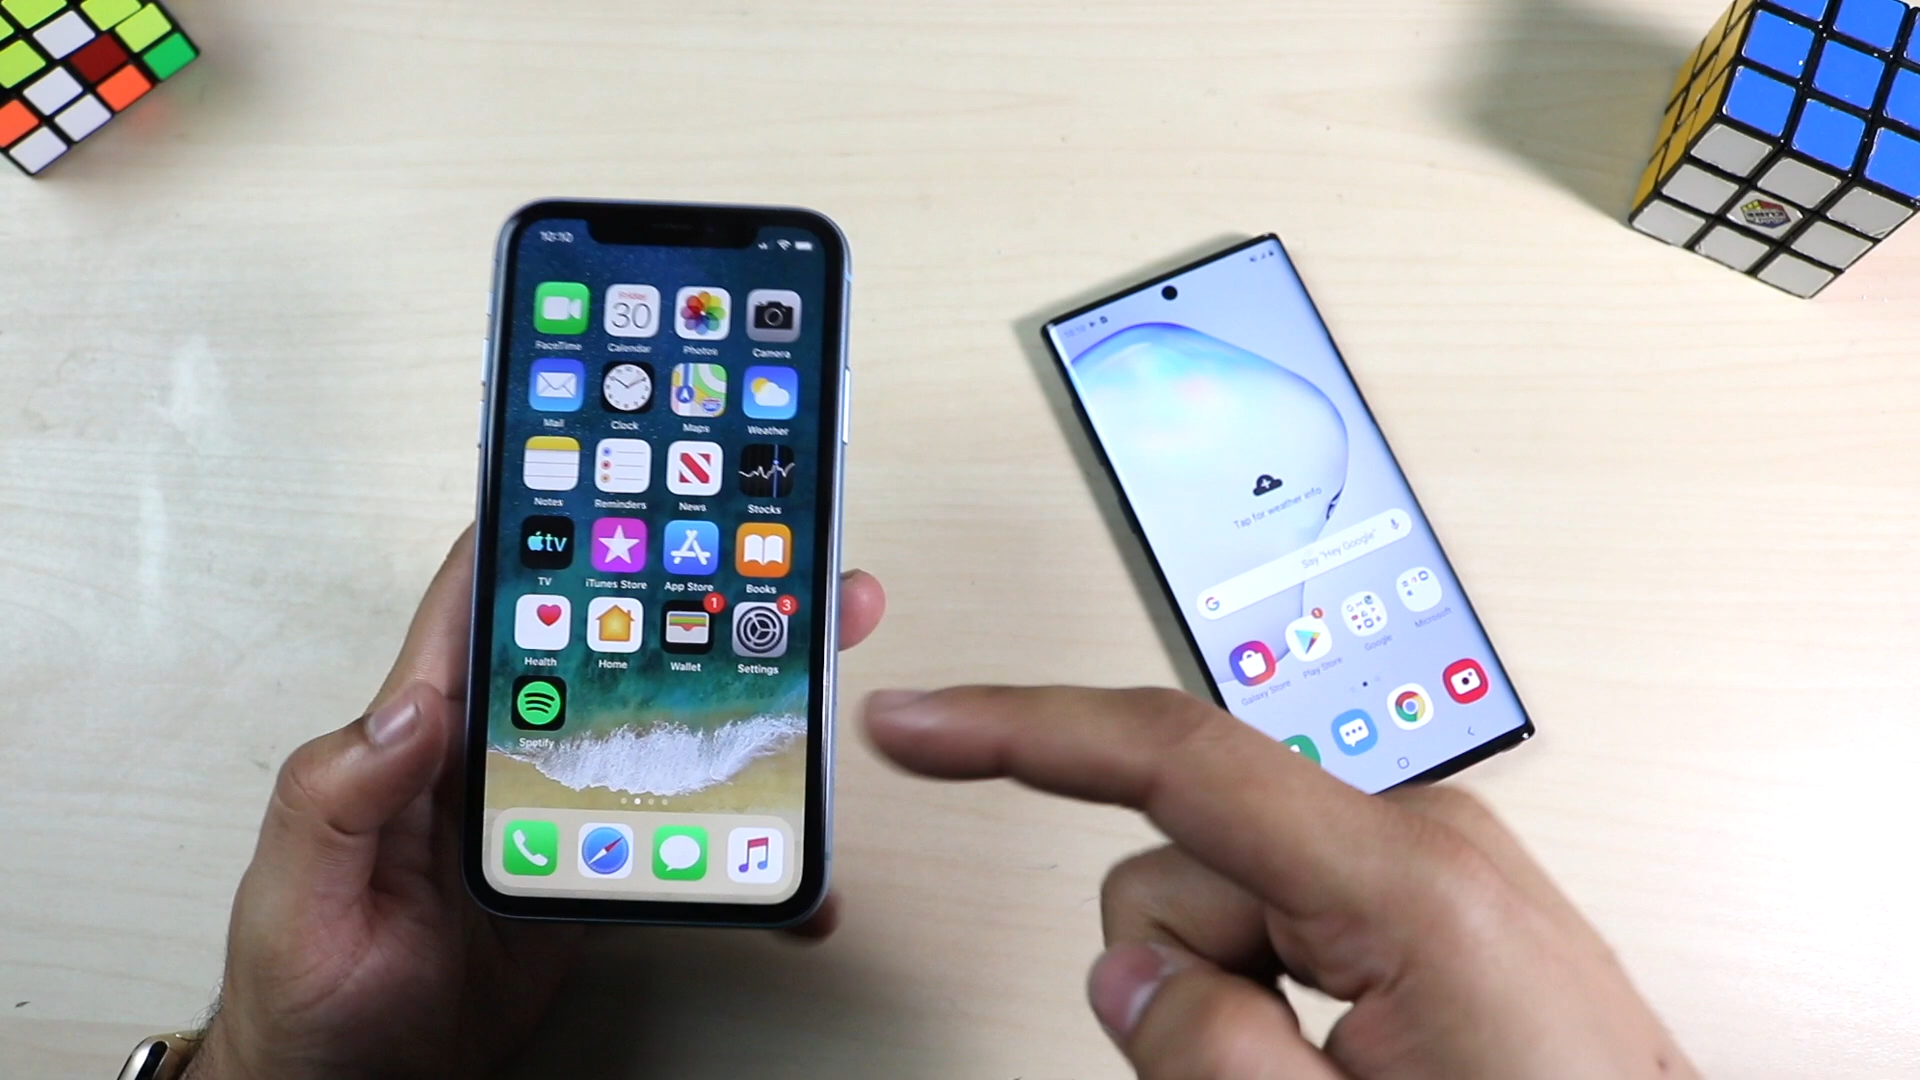 10:10
Friday
30
FaceTime Calendar Photos Camera
Mail Clock Maps Weather
Notes Reminders News Stocks
tv
TV iTunes Store App Store Books
1
3
Health Home Wallet Settings
Spotify
Tap for weather info
G Say "Hey Google"
1
Galaxy Store Play Store Google Microsoft